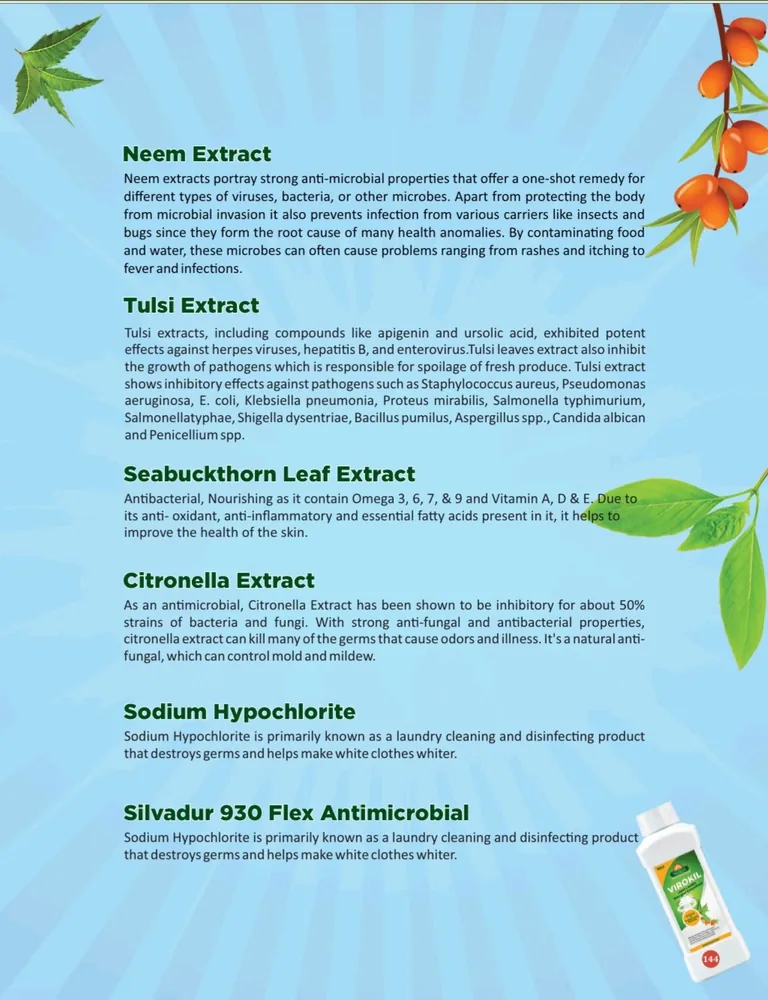 Neem Extract
Neem extracts portray strong anti-microbial properties that offer a one-shot remedy for
different types of viruses, bacteria, or other microbes. Apart from protecting the body
from microbial invasion it also prevents infection from various carriers like insects and
bugs since they form the root cause of many health anomalies. By contaminating food
and water, these microbes can often cause problems ranging from rashes and itching to
fever and infections.
Tulsi Extract
Tulsi extracts, including compounds like apigenin and ursolic acid, exhibited potent
effects against herpes viruses, hepatitis B, and enterovirus.Tulsi leaves extract also inhibit
the growth of pathogens which is responsible for spoilage of fresh produce. Tulsi extract
shows inhibitory effects against pathogens such as Staphylococcus aureus, Pseudomonas
aeruginosa, E. coli, Klebsiella pneumonia, Proteus mirabilis, Salmonella typhimurium,
Salmonellatyphae, Shigella dysentriae, Bacillus pumilus, Aspergillus spp., Candida albican
and Penicellium spp.
Seabuckthorn Leaf Extract
Antibacterial, Nourishing as it contain Omega 3, 6, 7, & 9 and Vitamin A, D & E. Due to
its anti- oxidant, anti-inflammatory and essential fatty acids present in it, it helps to
improve the health of the skin.
Citronella Extract
As an antimicrobial, Citronella Extract has been shown to be inhibitory for about 50%
strains of bacteria and fungi. With strong anti-fungal and antibacterial properties,
citronella extract can kill many of the germs that cause odors and illness. It's a natural anti-
fungal, which can control mold and mildew.
Sodium Hypochlorite
Sodium Hypochlorite is primarily known as a laundry cleaning and disinfecting product
that destroys germs and helps make white clothes whiter.
Silvadur 930 Flex Antimicrobial
Sodium Hypochlorite is primarily known as a laundry cleaning and disinfecting product
that destroys germs and helps make white clothes whiter.
VIROKIL
144